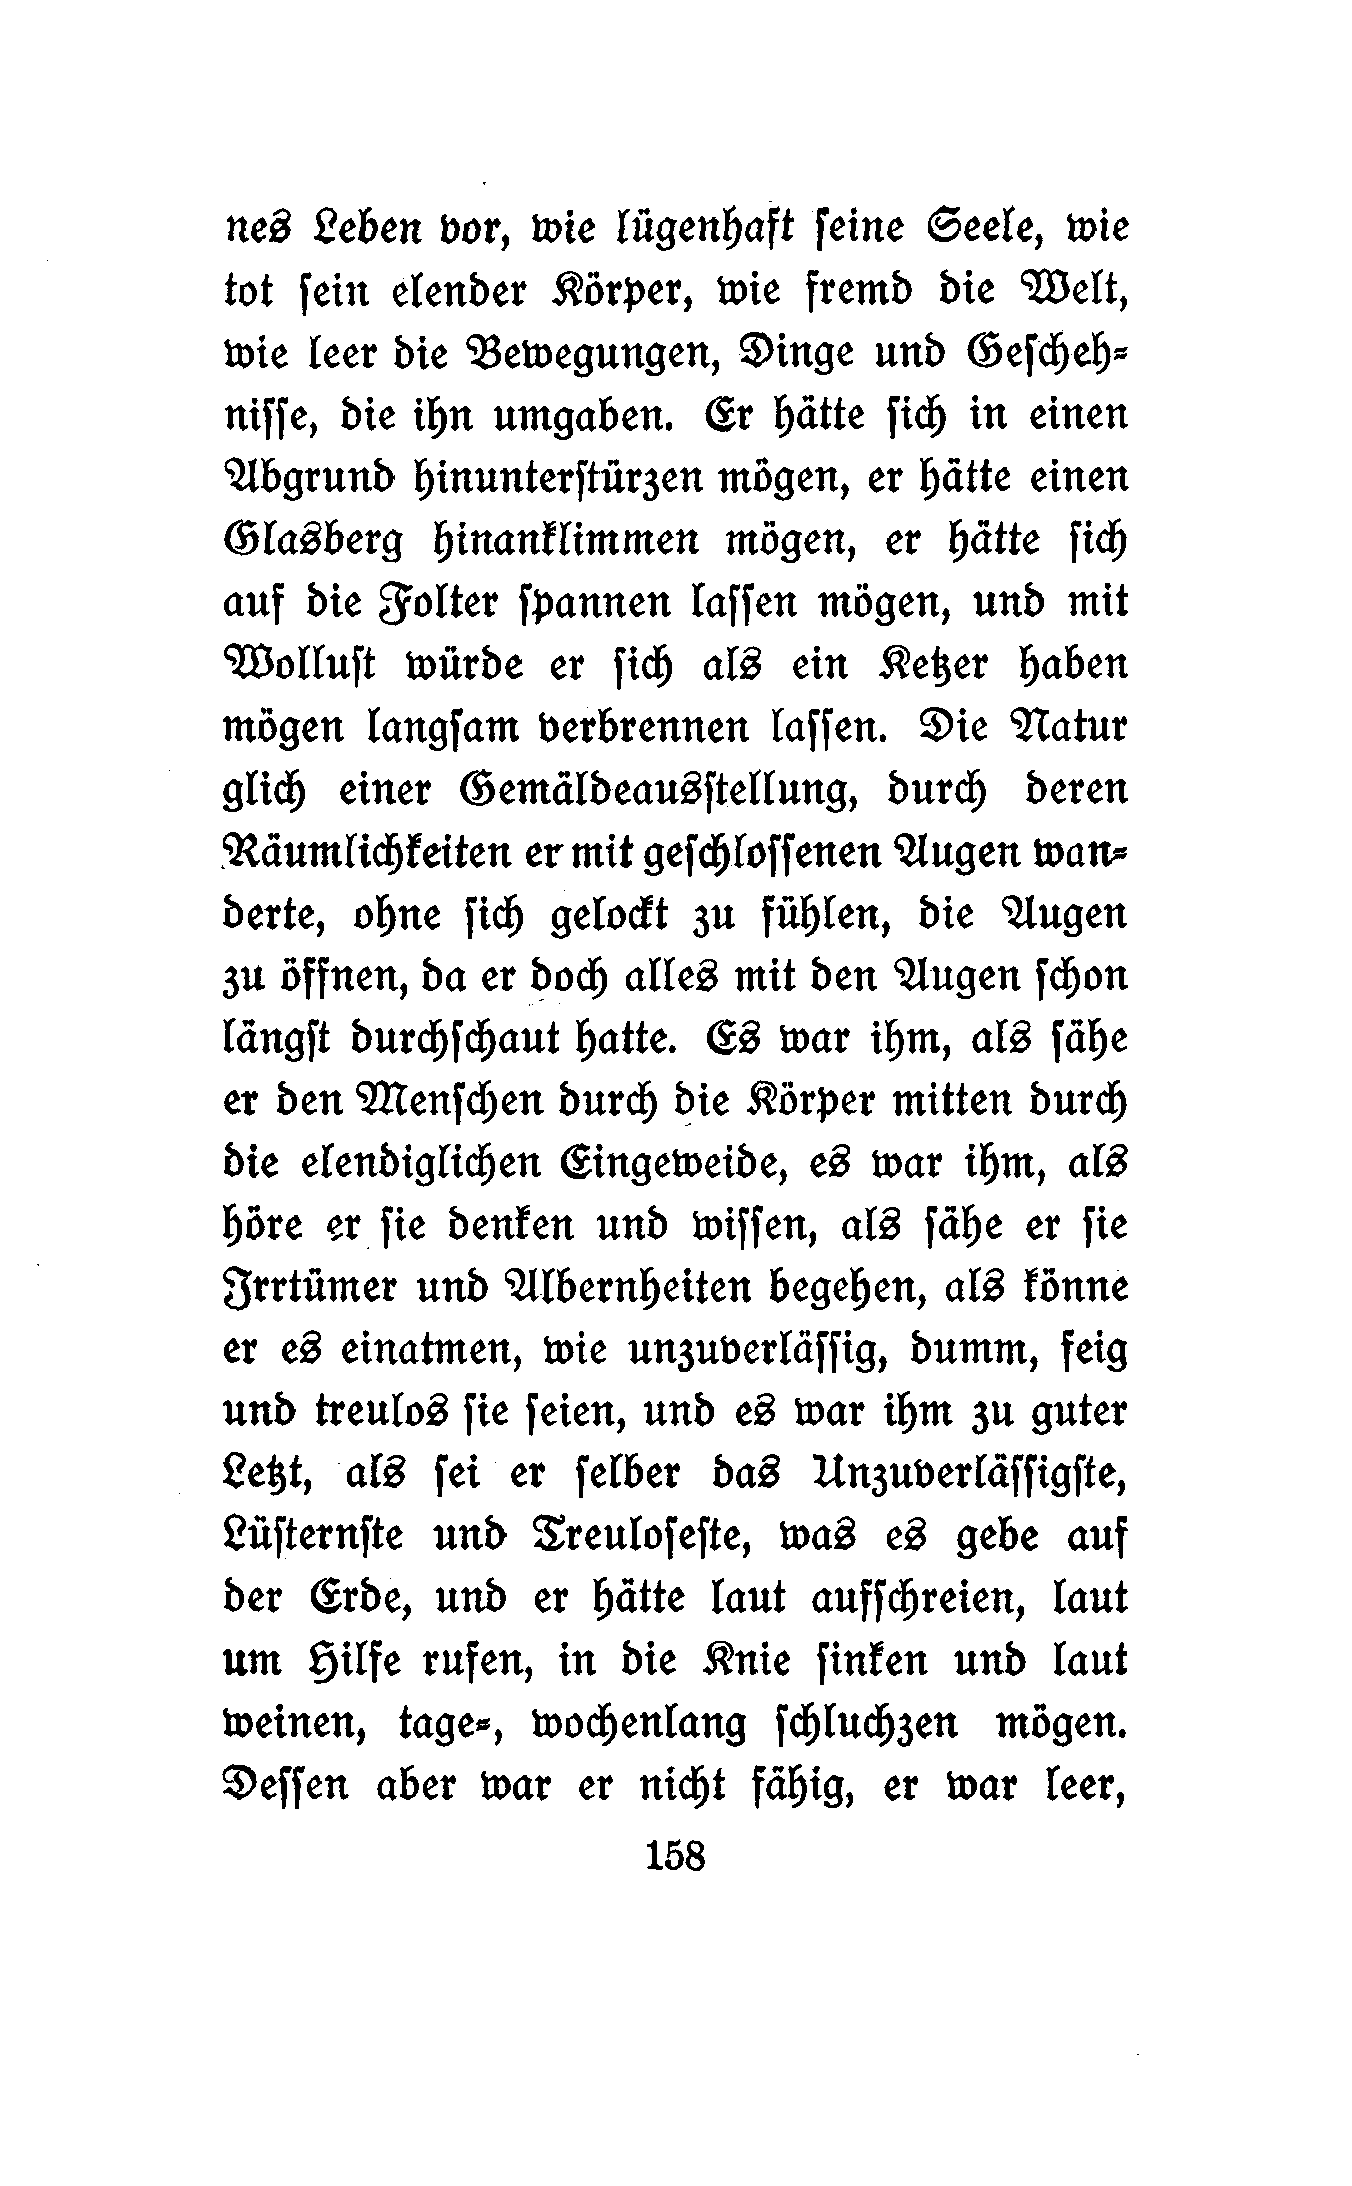 nes Leben vor, wie lügenhaft seine Seele, wie
tot sein elender Körper, wie fremd die Welt,
wie leer die Bewegungen, Dinge und Gescheh⸗
nisse, die ihn umgaben. Er hätte sich in einen
Abgrund hinunterstürzen mögen, er hätte einen
Glasberg hinanklimmen mögen, er hätte sich
auf die Folter spannen lassen mögen, und mit
Wollust würde er sich als ein Ketzer haben
mögen langsam verbrennen lassen. Die Natur
glich einer Gemäldeausstellung, durch deren
Räumlichkeiten er mit geschlossenen Augen wan⸗
derte, ohne sich gelockt zu fühlen, die Augen
zu öffnen, da er doch alles mit den Augen schon
längst durchschaut hatte. Es war ihm, als sähe
er den Menschen durch die Körper mitten durch
die elendiglichen Eingeweide, es war ihm, als
höre er sie denken und wissen, als sähe er sie
Irrtümer und Albernheiten begehen, als könne
er es einatmen, wie unzuverlässig, dumm, feig
und treulos sie seien, und es war ihm zu guter
Letzt, als sei er selber das Unzuverlässigste,
Lüsternste und Treuloseste, was es gebe auf
der Erde, und er hätte laut aufschreien, laut
um Hilfe rufen, in die Knie sinken und laut
weinen, tage⸗, wochenlang schluchzen mögen.
Dessen aber war er nicht fähig, er war leer,
158